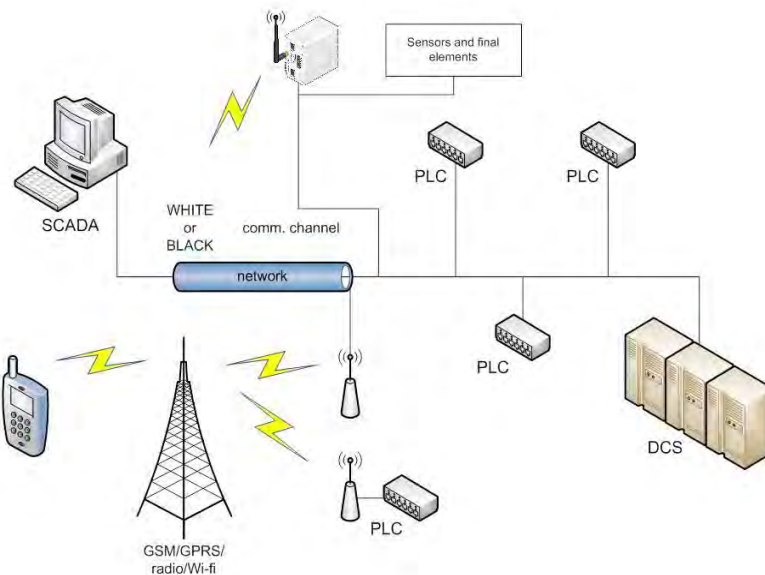 Sensors and final
elements
PLC
PLC
SCADA
WHITE
or
BLACK
comm. channel
network
PLC
DCS
PLC
GSM/GPRS/
radio/Wi-fi